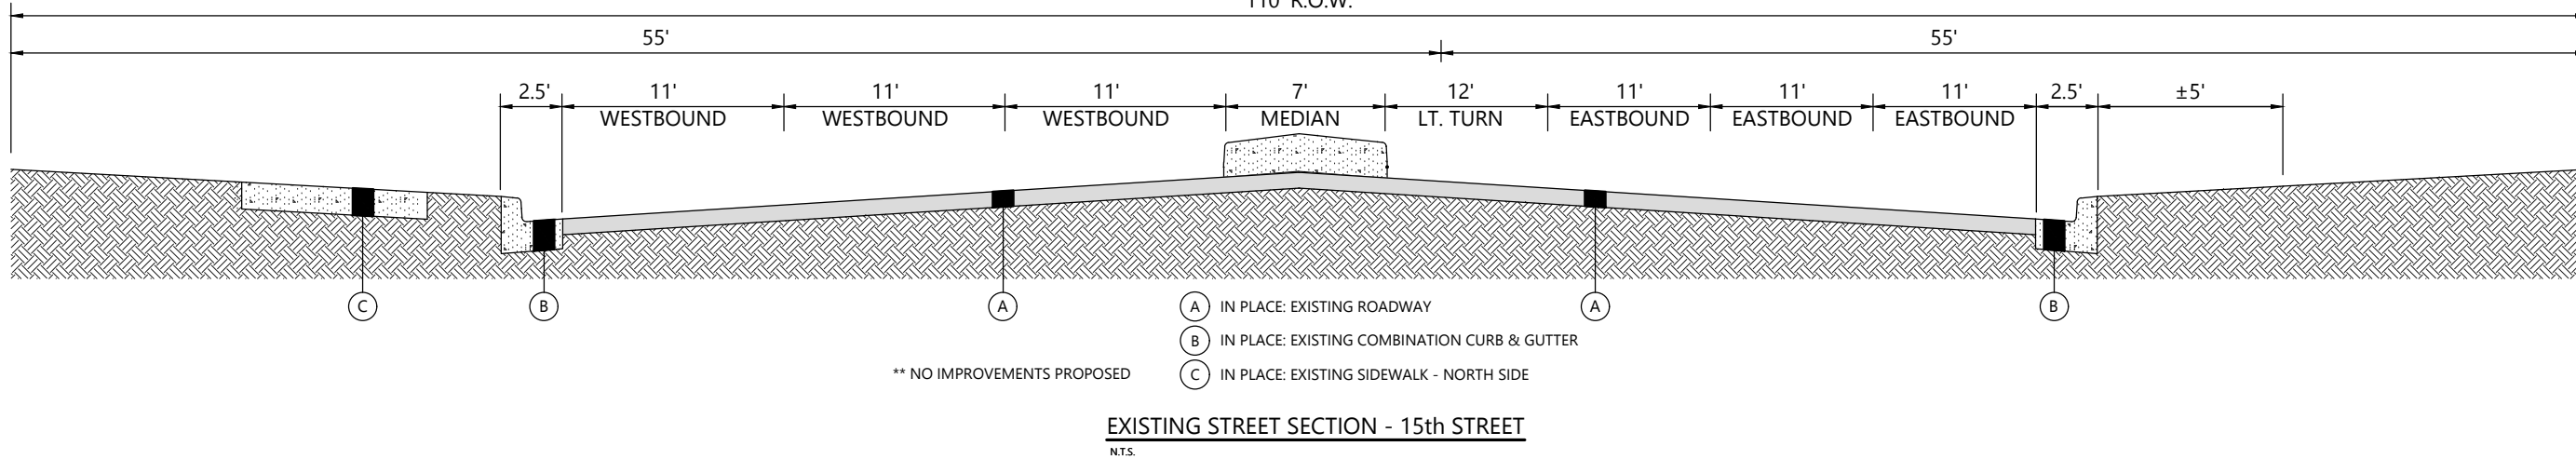 110' R.O.W.
55' 55'
2.5' 11' 11' 11' 7' 12' 11' 11' 11' 2.5' ±5'
WESTBOUND WESTBOUND WESTBOUND MEDIAN LT. TURN EASTBOUND EASTBOUND EASTBOUND
C B A A B
A IN PLACE: EXISTING ROADWAY
B IN PLACE: EXISTING COMBINATION CURB & GUTTER
** NO IMPROVEMENTS PROPOSED
C IN PLACE: EXISTING SIDEWALK - NORTH SIDE
EXISTING STREET SECTION - 15th STREET
N.T.S.